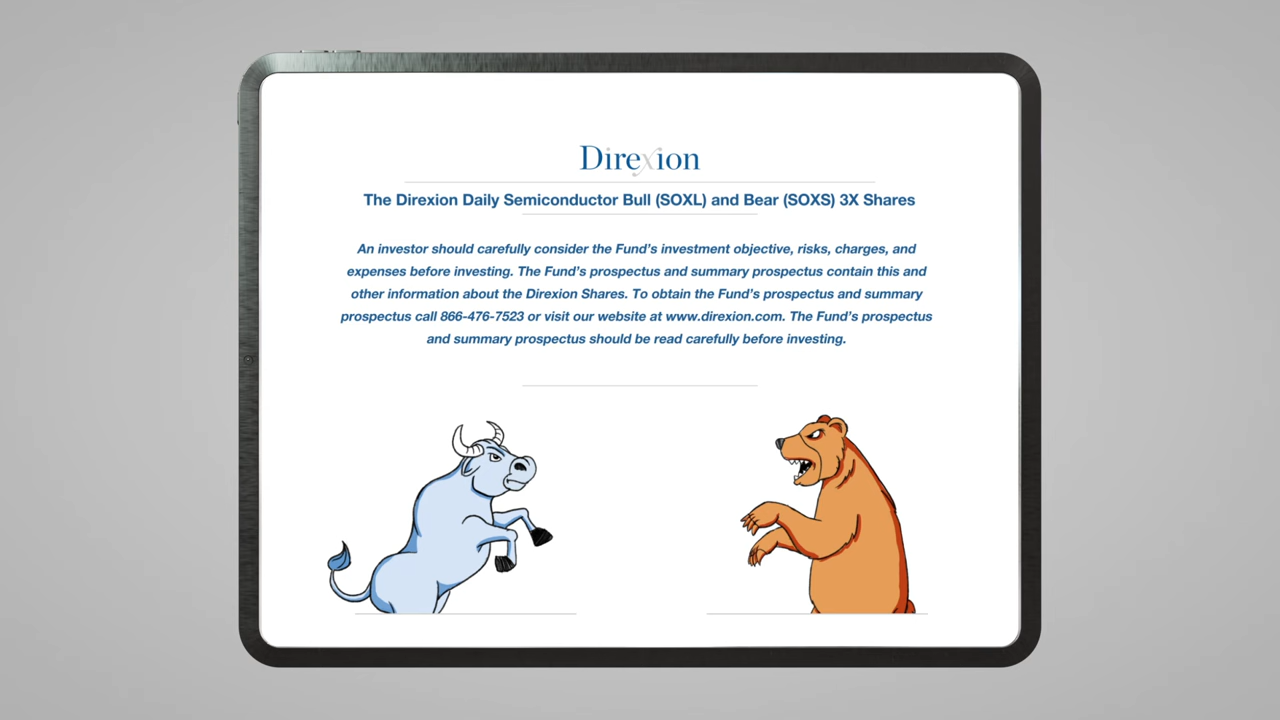 Direxion
The Direxion Daily Semiconductor Bull (SOXL) and Bear (SOXS) 3X Shares
An investor should carefully consider the Fund's investment objective, risks, charges, and
expenses before investing. The Fund's prospectus and summary prospectus contain this and
other information about the Direxion Shares. To obtain the Fund's prospectus and summary
prospectus call 866-476-7523 or visit our website at www.direxion.com. The Fund's prospectus
and summary prospectus should be read carefully before investing.